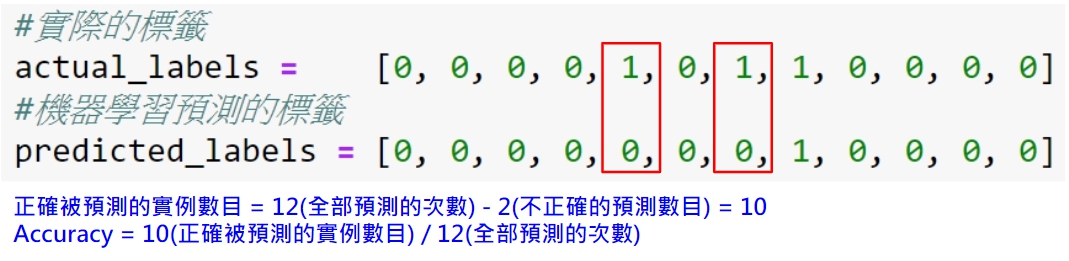 #實際的標籤
actual_labels =    [0, 0, 0, 0, 1, 0, 1, 1, 0, 0, 0, 0]
#機器學習預測的標籤
predicted_labels = [0, 0, 0, 0, 0, 0, 0, 1, 0, 0, 0, 0]
正確被預測的實例數目 = 12(全部預測的次數) - 2(不正確的預測數目) = 10
Accuracy = 10(正確被預測的實例數目) / 12(全部預測的次數)